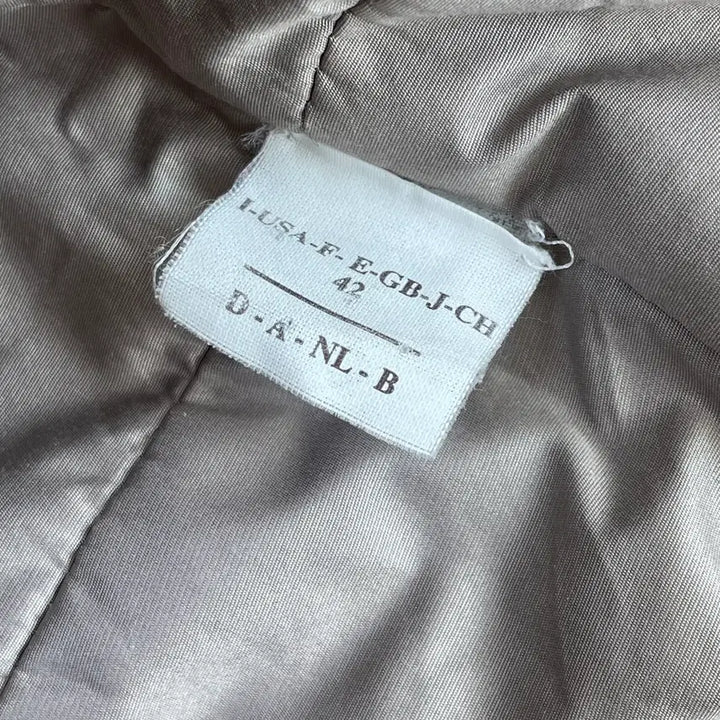 I-USA-F- E-GB-J-CH
42
D - A - NL - B